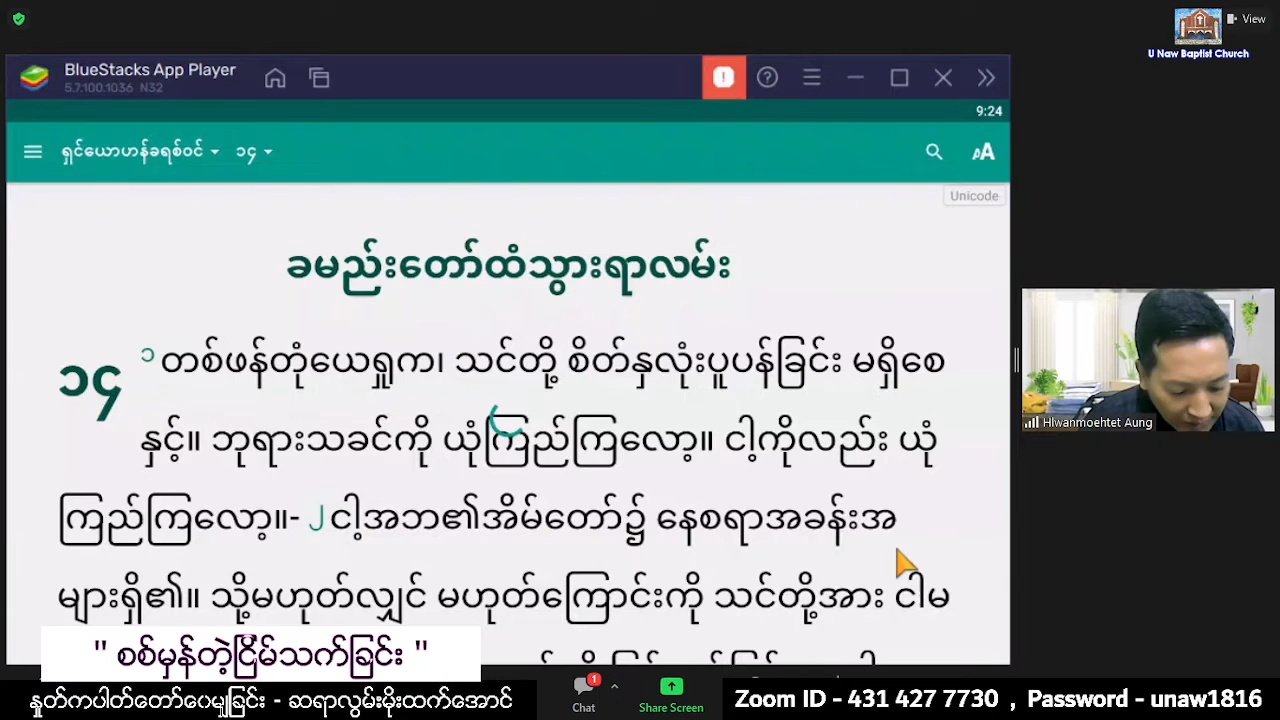 View
U Naw Baptist Church
BlueStacks App Player
5.7.100.1036 N32
9:24
ရှင်ယောဟန်ခရစ်ဝင် ၁၄
Unicode
ခမည်းတော်ထံသွားရာလမ်း
၁၄ ၁ တစ်ဖန်တုံယေရှုက၊ သင်တို့ စိတ်နှလုံးပူပန်ခြင်း မရှိစေ
နှင့်။ ဘုရားသခင်ကို ယုံကြည်ကြလော့။ ငါ့ကိုလည်း ယုံ
ကြည်ကြလော့။- ၂ ငါ့အဘ၏အိမ်တော်၌ နေစရာအခန်းအ
များရှိ၏။ သို့မဟုတ်လျှင် မဟုတ်ကြောင်းကို သင်တို့အား ငါမ
Hlwanmoehtet Aung
" စစ်မှန်တဲ့ငြိမ်သက်ခြင်း "
နှုတ်ကပါတ်တော်ဝေမျှခြင်း - ဆရာလွှမ်းမိုးထက်အောင်
1
Chat
Share Screen
Zoom ID - 431 427 7730 , Password - unaw1816